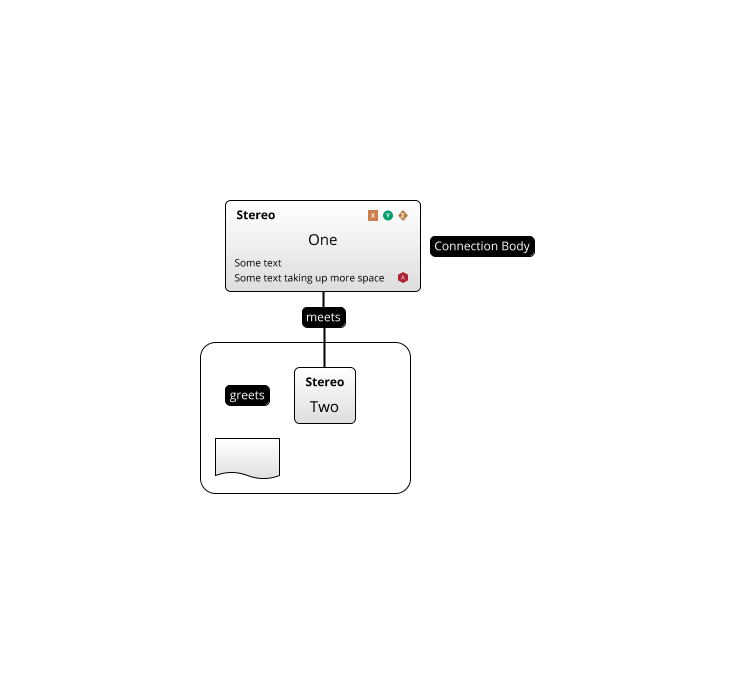 Stereo X Y Z
One
Connection Body
Some text
Some text taking up more space A
meets
Stereo
greets
Two